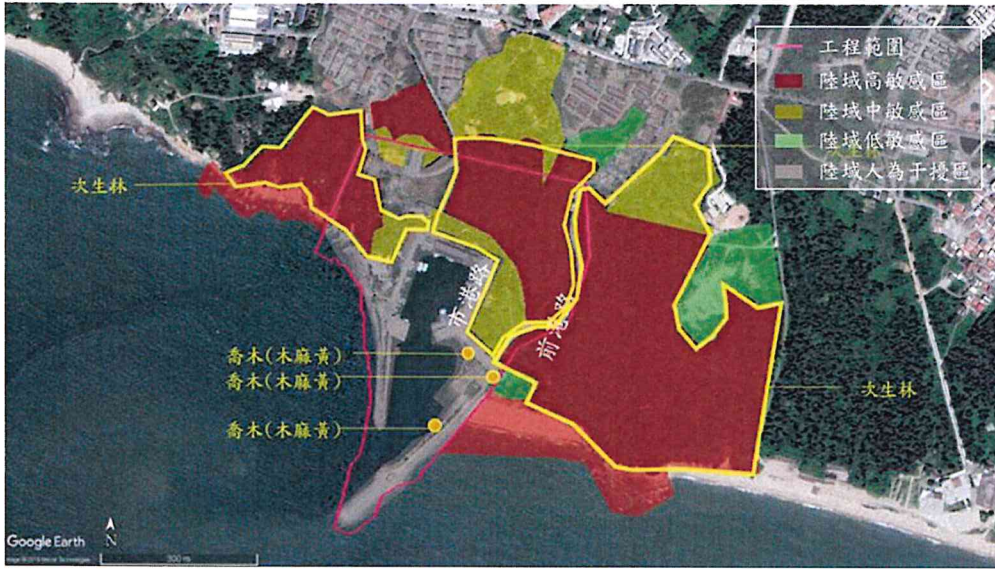 工程範圍
陸域高敏感區
陸域中敏感區
陸域低敏感區
陸域人為干擾區
次生林
市港路
前港路
喬木(木麻黃)
喬木(木麻黃)
喬木(木麻黃)
次生林
Google Earth
N
300 m